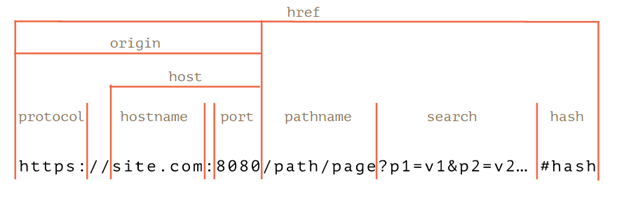 href
origin
host
protocol hostname port pathname search hash
https://site.com:8080/path/page?p1=v1&p2=v2… #hash